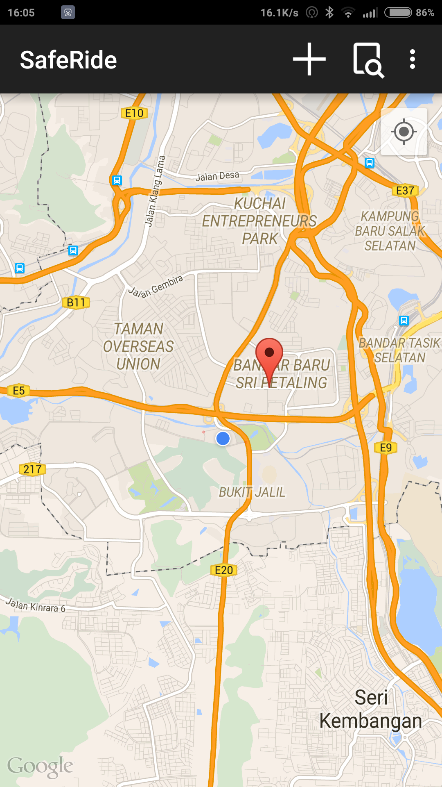 16:05
16.1K/s
86%
SafeRide
E10
Jalan Klang Lama
Jalan Desa
E37
KUCHAI
ENTREPRENEURS
PARK
KAMPUNG
BARU SALAK
SELATAN
Jalan Gembira
B11
TAMAN
OVERSEAS
UNION
BANDAR TASIK
SELATAN
BANDAR BARU
SRI PETALING
E5
E9
217
BUKIT JALIL
E20
Jalan Kinrara 6
Seri
Kembangan
Google